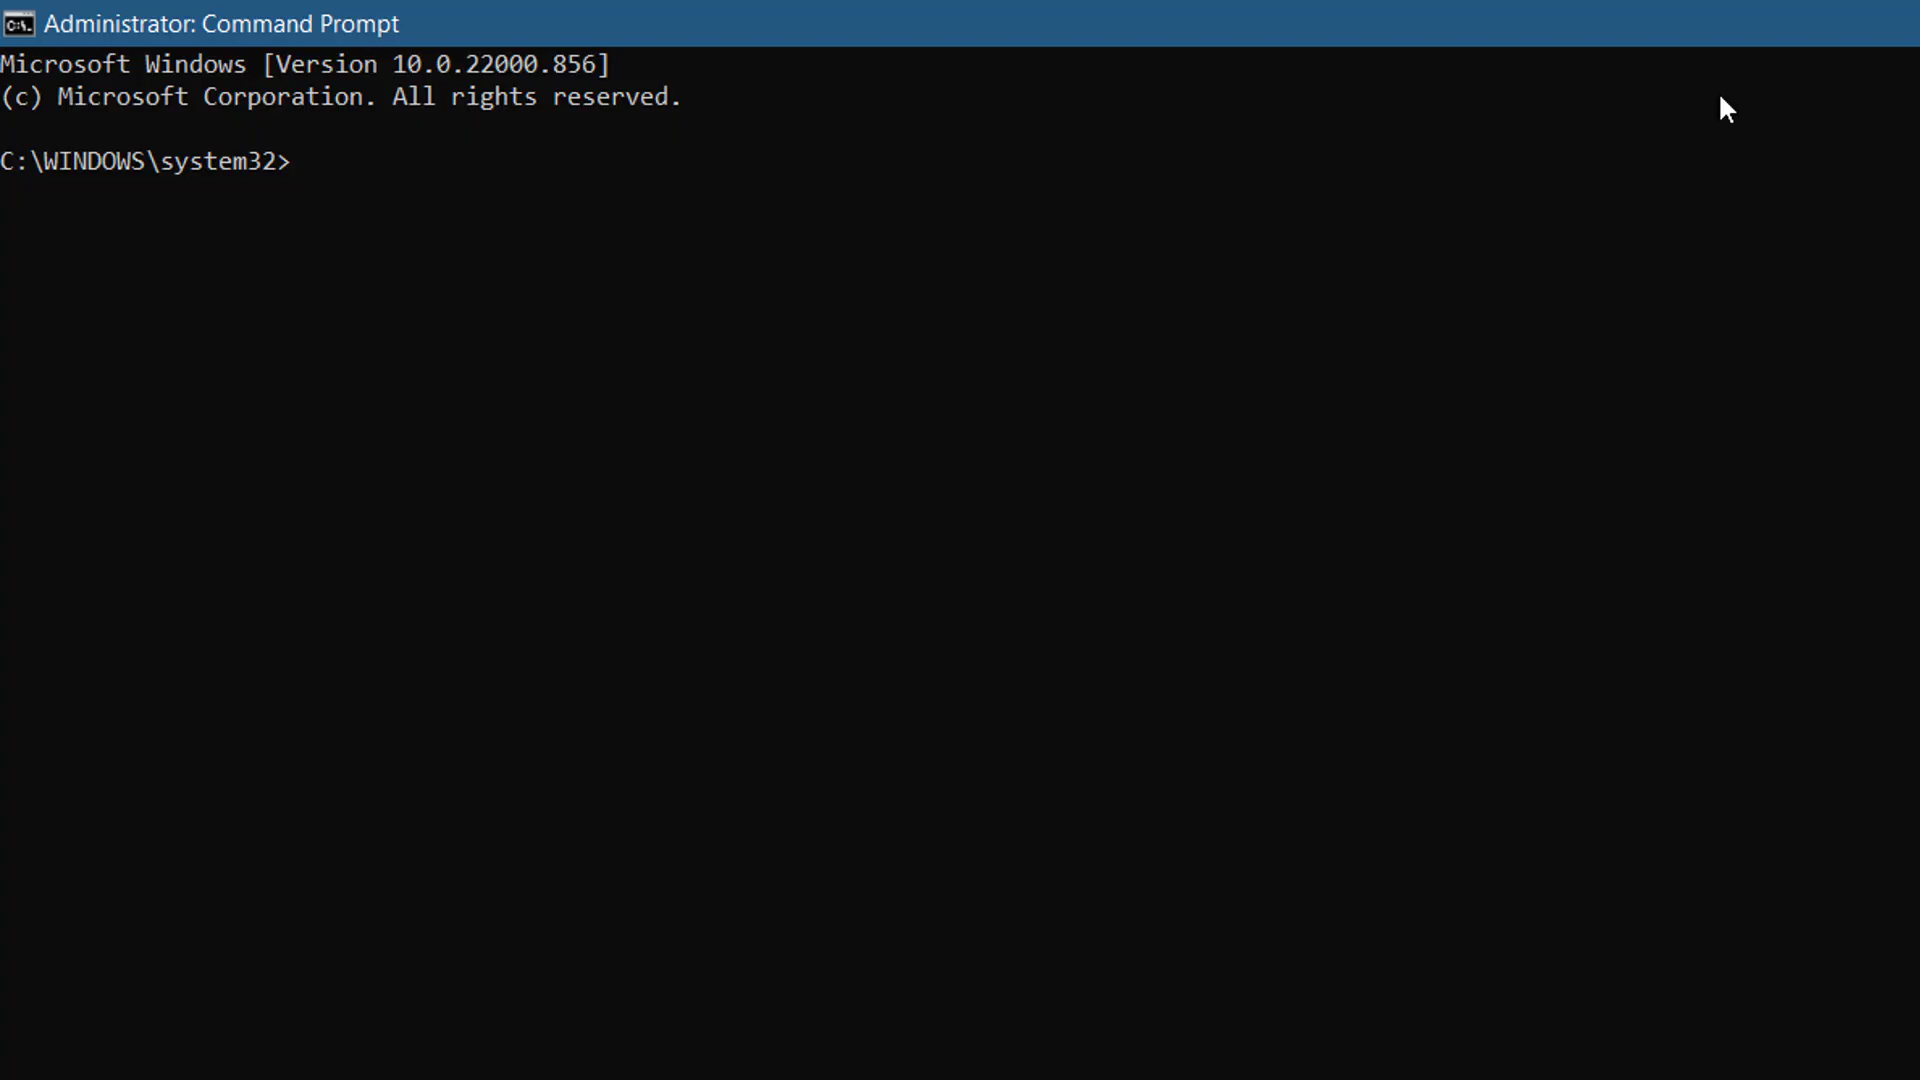 Administrator: Command Prompt
Microsoft Windows [Version 10.0.22000.856]
(c) Microsoft Corporation. All rights reserved.
C:\WINDOWS\system32>